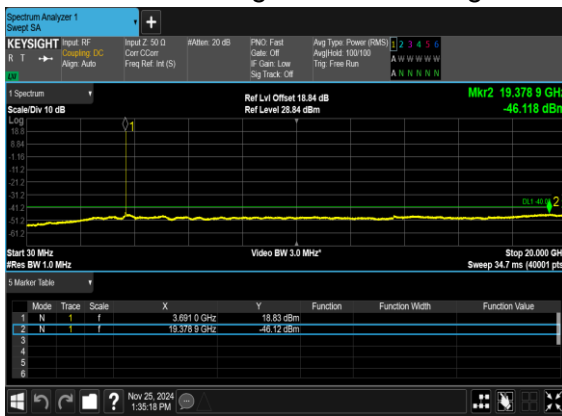 Spectrum Analyzer 1
Swept SA
KEYSIGHT Input: RF Input Z: 50 Ω #Atten: 20 dB PNO: Fast Avg Type: Power (RMS) 1 2 3 4 5 6
R T Coupling: DC Corr CCorr Gate: Off Avg|Hold: 100/100 A W W W W W
Align: Auto Freq Ref: Int (S) IF Gain: Low Trig: Free Run
Sig Track: Off A N N N N N
1 Spectrum Ref Lvl Offset 18.84 dB Mkr2 19.378 9 GHz
Scale/Div 10 dB Ref Level 28.84 dBm -46.118 dBm
Log
18.8 1
8.84
-1.16
-11.2
-21.2
-31.2
-41.2 2
-51.2
-61.2
Start 30 MHz Video BW 3.0 MHz* Stop 20.000 GHz
#Res BW 1.0 MHz Sweep 34.7 ms (40001 pts)
5 Marker Table
Mode Trace Scale X Y Function Function Width Function Value
1 N 1 f 3.691 0 GHz 18.83 dBm
2 N 1 f 19.378 9 GHz -46.12 dBm
3
4
5
6
? Nov 25, 2024
1:35:18 PM